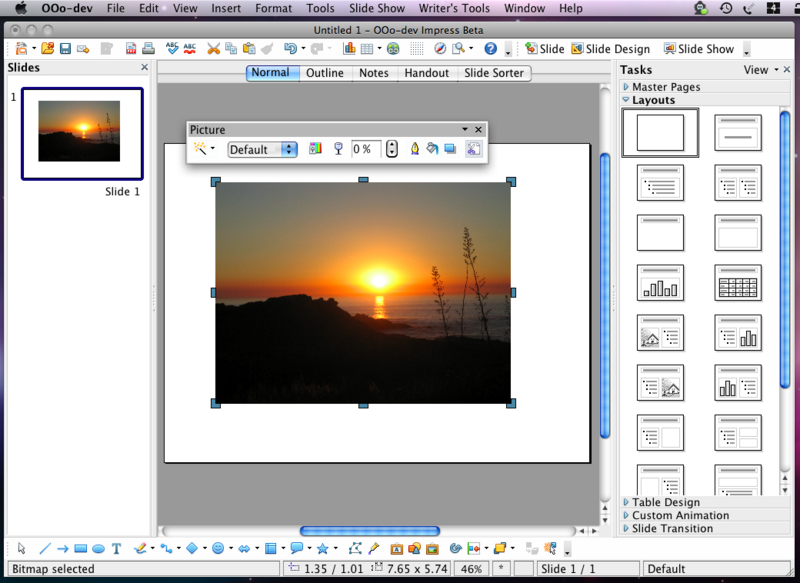 OOo-dev File Edit View Insert Format Tools Slide Show Writer's Tools Window Help
Untitled 1 – OOo-dev Impress Beta
Slide Slide Design Slide Show
Slides
Normal Outline Notes Handout Slide Sorter
Tasks View
Master Pages
Layouts
1
Slide 1
Picture
Default 0 %
Table Design
Custom Animation
Slide Transition
Bitmap selected 1.35 / 1.01 7.65 x 5.74 46% * Slide 1 / 1 Default